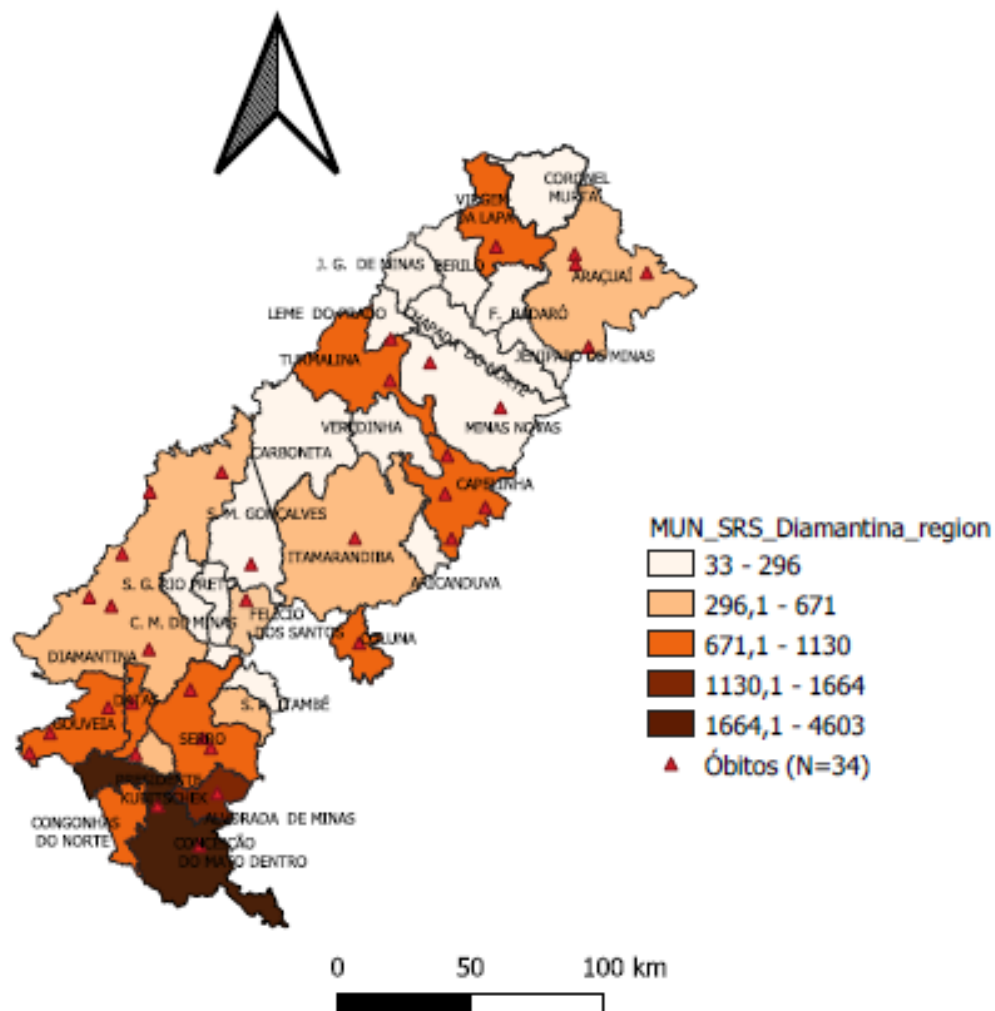 CORONEL
MURTA
VIRGEM
DA LAPA
J. G. DE MINAS
BERILO
ARAÇUAÍ
LEME DO PRADO
F. BADARÓ
CHAPADA DO NORTE
JENIPAPO DE MINAS
TURMALINA
VEREDINHA
MINAS NOVAS
CARBONITA
CAPELINHA
S. M. GONÇALVES
ITAMARANDIBA
ARICANDUVA
S. G. RIO PRETO
FELÍCIO
DOS SANTOS
C. M. DE MINAS
COLUNA
DIAMANTINA
DATAS
S. A. ITAMBÉ
GOUVEIA
SERRO
PRESIDENTE
KUBITSCHEK
ALVORADA DE MINAS
CONGONHAS
DO NORTE
CONCEIÇÃO
DO MATO DENTRO
MUN_SRS_Diamantina_region
33 - 296
296,1 - 671
671,1 - 1130
1130,1 - 1664
1664,1 - 4603
Óbitos (N=34)
0 50 100 km